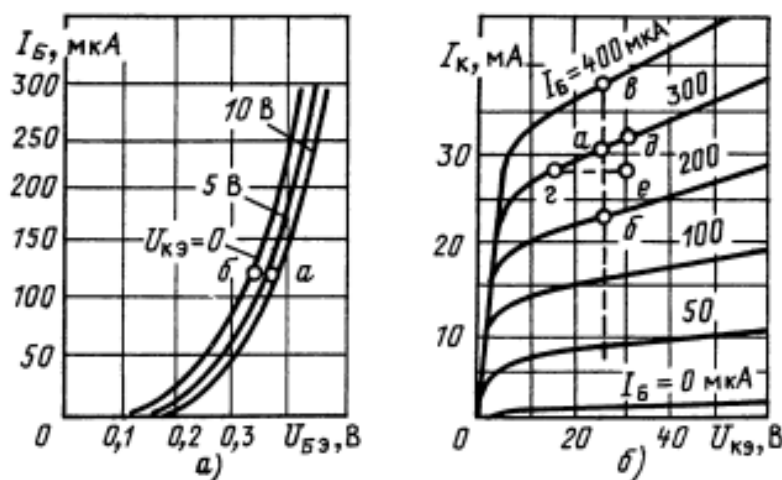 I_Б, мкА
300
250
200
150
100
50
0
10 В
5 В
U_КЭ=0
б
а
0,1
0,2
0,3
U_БЭ, В
а)
I_К, мА
30
20
10
0
I_Б=400 мкА
300
200
100
50
I_Б=0 мкА
в
а
д
г
е
б
20
40
U_КЭ, В
б)